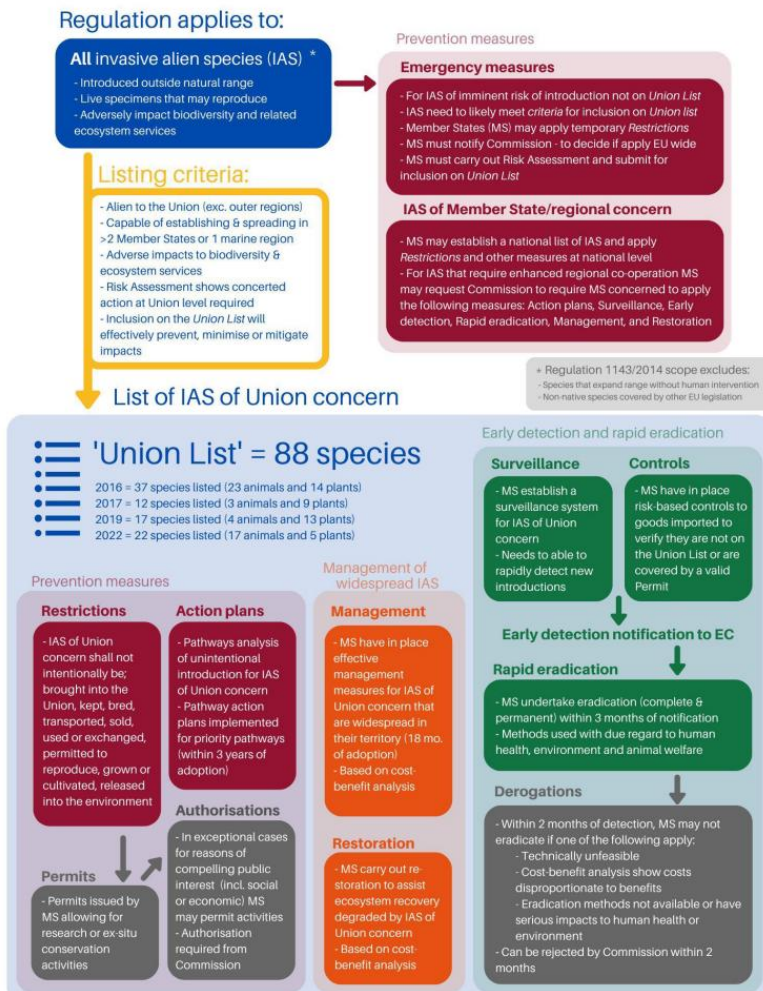 Regulation applies to:
All invasive alien species (IAS) *
- Introduced outside natural range
- Live specimens that may reproduce
- Adversely impact biodiversity and related
ecosystem services
Prevention measures
Emergency measures
- For IAS of imminent risk of introduction not on Union List
- IAS need to likely meet criteria for inclusion on Union list
- Member States (MS) may apply temporary Restrictions
- MS must notify Commission - to decide if apply EU wide
- MS must carry out Risk Assessment and submit for
inclusion on Union List
IAS of Member State/regional concern
- MS may establish a national list of IAS and apply
Restrictions and other measures at national level
- For IAS that require enhanced regional co-operation MS
may request Commission to require MS concerned to apply
the following measures: Action plans, Surveillance, Early
detection, Rapid eradication, Management, and Restoration
Listing criteria:
- Alien to the Union (exc. outer regions)
- Capable of establishing & spreading in
>2 Member States or 1 marine region
- Adverse impacts to biodiversity &
ecosystem services
- Risk Assessment shows concerted
action at Union level required
- Inclusion on the Union List will
effectively prevent, minimise or mitigate
impacts
* Regulation 1143/2014 scope excludes:
- Species that expand range without human intervention
- Non-native species covered by other EU legislation
List of IAS of Union concern
'Union List' = 88 species
2016 = 37 species listed (23 animals and 14 plants)
2017 = 12 species listed (3 animals and 9 plants)
2019 = 17 species listed (4 animals and 13 plants)
2022 = 22 species listed (17 animals and 5 plants)
Prevention measures
Restrictions
- IAS of Union
concern shall not
intentionally be;
brought into the
Union, kept, bred,
transported, sold,
used or exchanged,
permitted to
reproduce, grown or
cultivated, released
into the environment
Permits
- Permits issued by
MS allowing for
research or ex-situ
conservation
activities
Action plans
- Pathways analysis
of unintentional
introduction for IAS
of Union concern
- Pathway action
plans implemented
for priority pathways
(within 3 years of
adoption)
Authorisations
- In exceptional cases
for reasons of
compelling public
interest (incl. social
or economic) MS
may permit activities
- Authorisation
required from
Commission
Management of
widespread IAS
Management
- MS have in place
effective
management
measures for IAS of
Union concern that
are widespread in
their territory (18 mo.
of adoption)
- Based on cost-
benefit analysis
Restoration
- MS carry out re-
storation to assist
ecosystem recovery
degraded by IAS of
Union concern
- Based on cost-
benefit analysis
Early detection and rapid eradication
Surveillance
- MS establish a
surveillance system
for IAS of Union
concern
- Needs to able to
rapidly detect new
introductions
Controls
- MS have in place
risk-based controls to
goods imported to
verify they are not on
the Union List or are
covered by a valid
Permit
Early detection notification to EC
Rapid eradication
- MS undertake eradication (complete &
permanent) within 3 months of notification
- Methods used with due regard to human
health, environment and animal welfare
Derogations
- Within 2 months of detection, MS may not
eradicate if one of the following apply:
- Technically unfeasible
- Cost-benefit analysis show costs
disproportionate to benefits
- Eradication methods not available or have
serious impacts to human health or
environment
- Can be rejected by Commission within 2
months